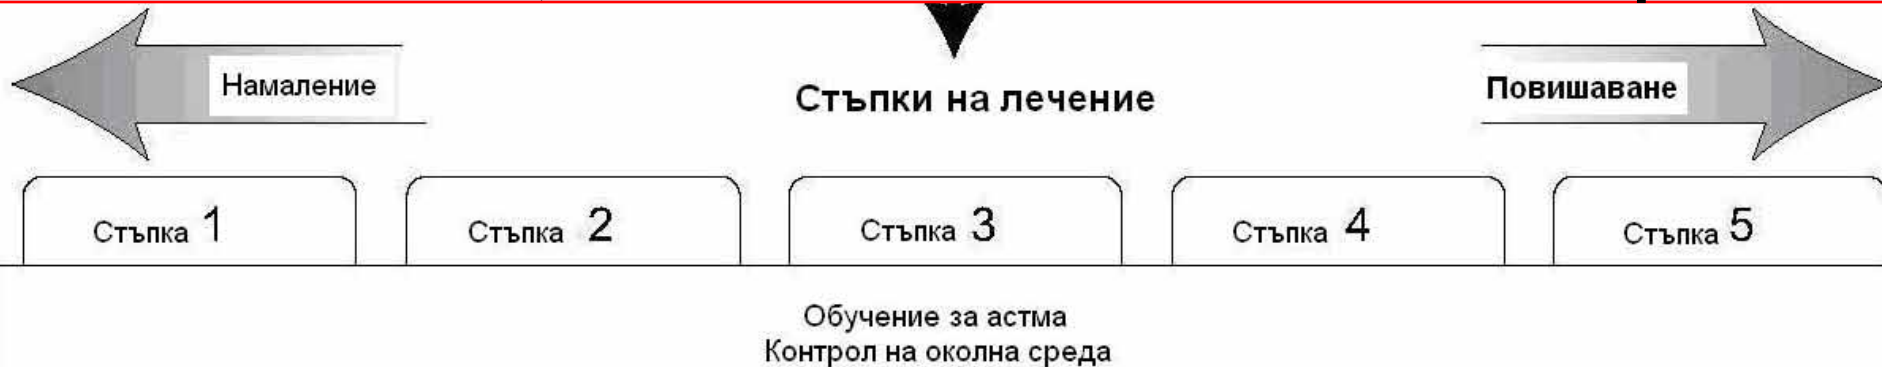 Намаление
Стъпки на лечение
Повишаване
Стъпка 1
Стъпка 2
Стъпка 3
Стъпка 4
Стъпка 5
Обучение за астма
Контрол на околна среда